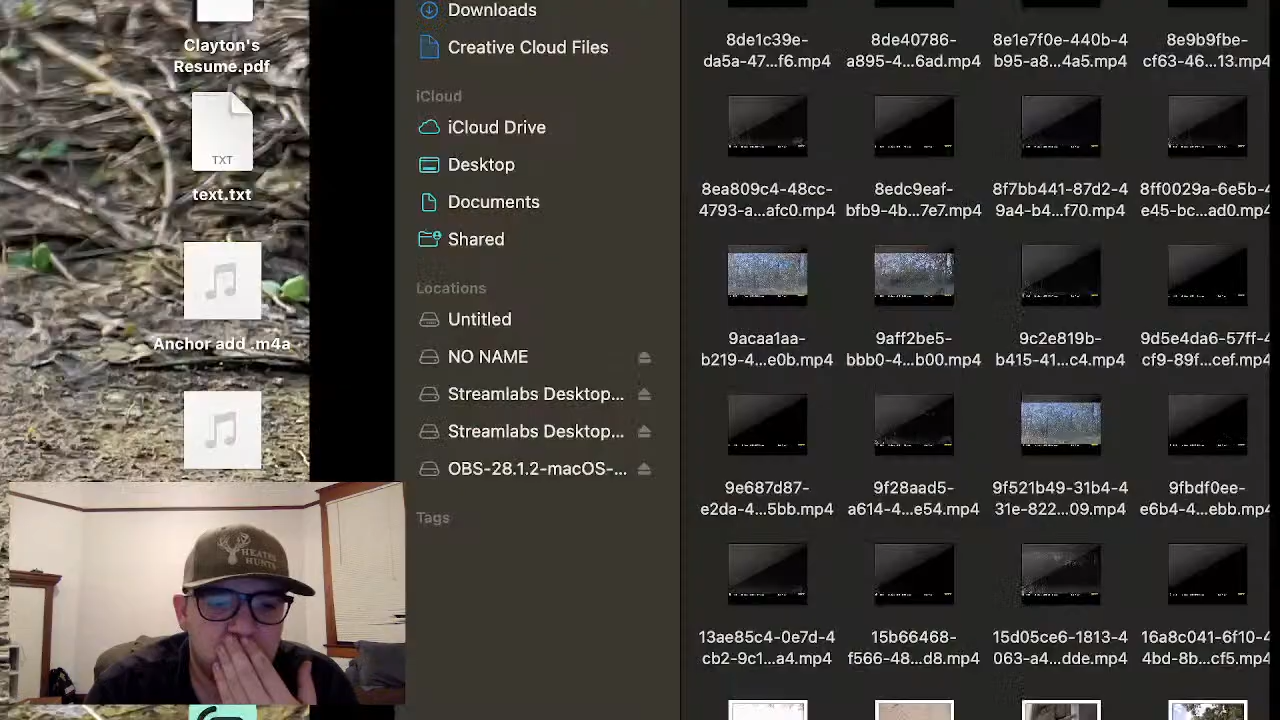 Clayton's
Resume.pdf
TXT
text.txt
Anchor add .m4a
HEATED
HUNTS
Downloads
Creative Cloud Files
iCloud
iCloud Drive
Desktop
Documents
Shared
Locations
Untitled
NO NAME
Streamlabs Desktop...
Streamlabs Desktop...
OBS-28.1.2-macOS-...
Tags
8de1c39e-
da5a-47...f6.mp4
8de40786-
a895-4...6ad.mp4
8e1e7f0e-440b-4
b95-a8...4a5.mp4
8e9b9fbe-
cf63-46...13.mp4
8ea809c4-48cc-
4793-a...afc0.mp4
8edc9eaf-
bfb9-4b...7e7.mp4
8f7bb441-87d2-4
9a4-b4...f70.mp4
8ff0029a-6e5b-4
e45-bc...ad0.mp4
9acaa1aa-
b219-4...e0b.mp4
9aff2be5-
bbb0-4...b00.mp4
9c2e819b-
b415-41...c4.mp4
9d5e4da6-57ff-4
cf9-89f...cef.mp4
9e687d87-
e2da-4...5bb.mp4
9f28aad5-
a614-4...e54.mp4
9f521b49-31b4-4
31e-822...09.mp4
9fbdf0ee-
e6b4-4...ebb.mp4
13ae85c4-0e7d-4
cb2-9c1...a4.mp4
15b66468-
f566-48...d8.mp4
15d05ce6-1813-4
063-a4...dde.mp4
16a8c041-6f10-4
4bd-8b...cf5.mp4